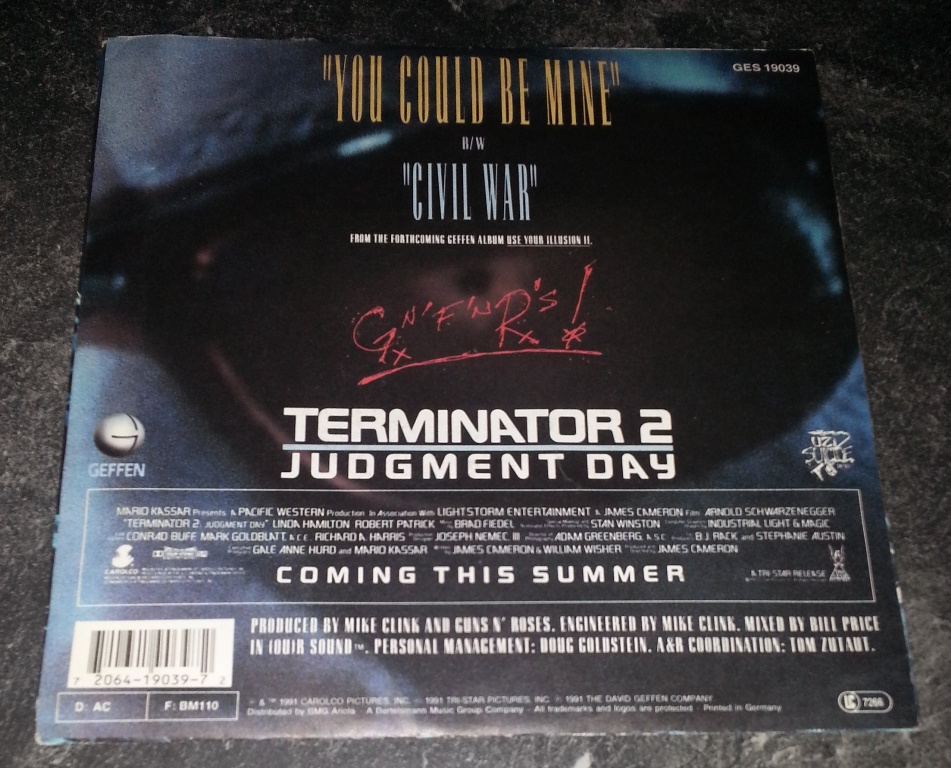 GES 19039
"YOU COULD BE MINE"
B/W
"CIVIL WAR"
FROM THE FORTHCOMING GEFFEN ALBUM USE YOUR ILLUSION II.
G N' F' N R's!
TERMINATOR 2
JUDGMENT DAY
GEFFEN
UZI SUICIDE
MARIO KASSAR Presents A PACIFIC WESTERN Production In Association With LIGHTSTORM ENTERTAINMENT A JAMES CAMERON Film ARNOLD SCHWARZENEGGER
"TERMINATOR 2: JUDGMENT DAY" LINDA HAMILTON ROBERT PATRICK BRAD FIEDEL STAN WINSTON INDUSTRIAL LIGHT & MAGIC
CONRAD BUFF MARK GOLDBLATT, A.C.E. RICHARD A. HARRIS JOSEPH NEMEC III ADAM GREENBERG, A.S.C. B.J. RACK and STEPHANIE AUSTIN
GALE ANNE HURD and MARIO KASSAR JAMES CAMERON & WILLIAM WISHER JAMES CAMERON
CAROLCO
COMING THIS SUMMER
A TRI-STAR RELEASE
PRODUCED BY MIKE CLINK AND GUNS N' ROSES. ENGINEERED BY MIKE CLINK. MIXED BY BILL PRICE
IN (OU)R SOUND™. PERSONAL MANAGEMENT: DOUG GOLDSTEIN. A&R COORDINATION: TOM ZUTAUT.
7 2064-19039-7 2
D: AC F: BM110
℗ & ™ 1991 CAROLCO PICTURES, INC. © 1991 TRI-STAR PICTURES, INC. ℗ 1991 THE DAVID GEFFEN COMPANY
Distributed by BMG Ariola · A Bertelsmann Music Group Company · All trademarks and logos are protected · Printed in Germany
LC 7266